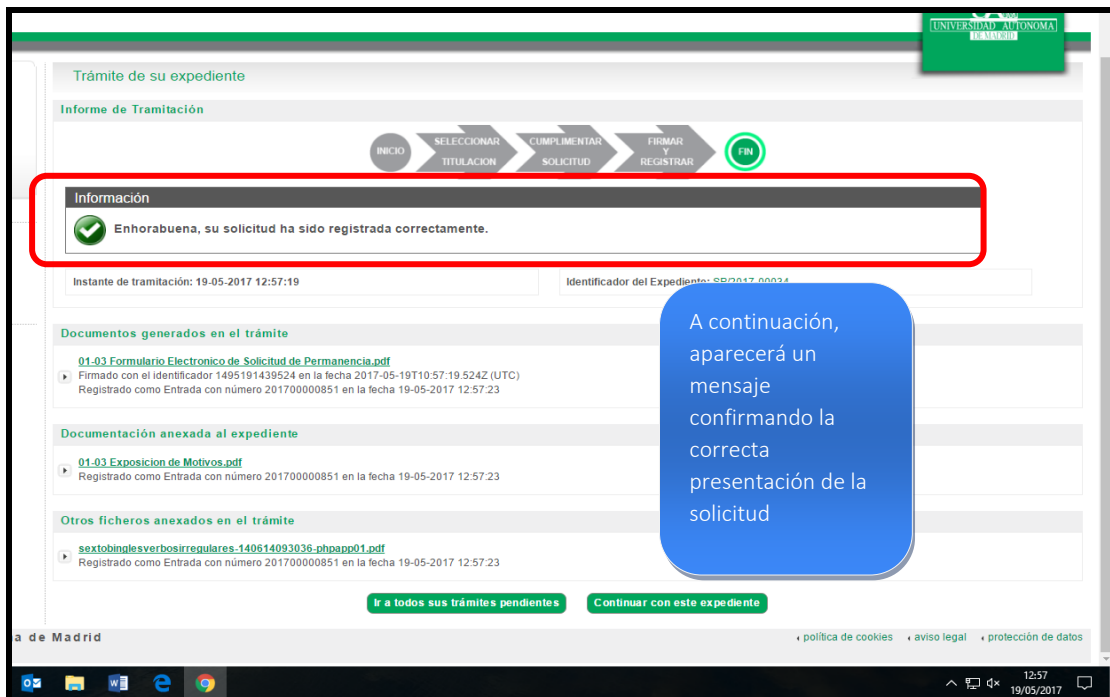 UNIVERSIDAD AUTONOMA
DE MADRID
Trámite de su expediente
Informe de Tramitación
INICIO
SELECCIONAR
TITULACION
CUMPLIMENTAR
SOLICITUD
FIRMAR
Y
REGISTRAR
FIN
Información
Enhorabuena, su solicitud ha sido registrada correctamente.
Instante de tramitación: 19-05-2017 12:57:19
Identificador del Expediente: SP/2017-00034
Documentos generados en el trámite
01-03 Formulario Electronico de Solicitud de Permanencia.pdf
Firmado con el identificador 1495191439524 en la fecha 2017-05-19T10:57:19.524Z (UTC)
Registrado como Entrada con número 201700000851 en la fecha 19-05-2017 12:57:23
Documentación anexada al expediente
01-03 Exposicion de Motivos.pdf
Registrado como Entrada con número 201700000851 en la fecha 19-05-2017 12:57:23
Otros ficheros anexados en el trámite
sextobinglesverbosirregulares-140614093036-phpapp01.pdf
Registrado como Entrada con número 201700000851 en la fecha 19-05-2017 12:57:23
A continuación,
aparecerá un
mensaje
confirmando la
correcta
presentación de la
solicitud
Ir a todos sus trámites pendientes
Continuar con este expediente
a de Madrid
política de cookies
aviso legal
protección de datos
12:57
19/05/2017